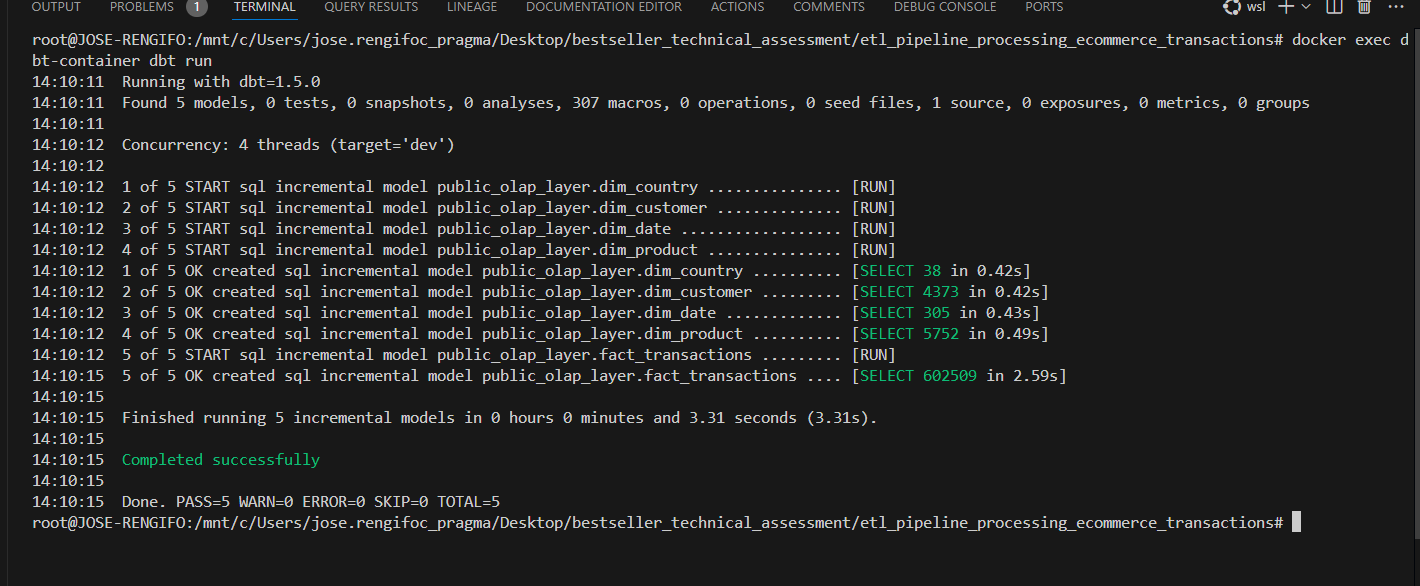 OUTPUT PROBLEMS 1 TERMINAL QUERY RESULTS LINEAGE DOCUMENTATION EDITOR ACTIONS COMMENTS DEBUG CONSOLE PORTS wsl
root@JOSE-RENGIFO:/mnt/c/Users/jose.rengifoc_pragma/Desktop/bestseller_technical_assessment/etl_pipeline_processing_ecommerce_transactions# docker exec d
bt-container dbt run
14:10:11  Running with dbt=1.5.0
14:10:11  Found 5 models, 0 tests, 0 snapshots, 0 analyses, 307 macros, 0 operations, 0 seed files, 1 source, 0 exposures, 0 metrics, 0 groups
14:10:11
14:10:12  Concurrency: 4 threads (target='dev')
14:10:12
14:10:12  1 of 5 START sql incremental model public_olap_layer.dim_country ............... [RUN]
14:10:12  2 of 5 START sql incremental model public_olap_layer.dim_customer .............. [RUN]
14:10:12  3 of 5 START sql incremental model public_olap_layer.dim_date .................. [RUN]
14:10:12  4 of 5 START sql incremental model public_olap_layer.dim_product ............... [RUN]
14:10:12  1 of 5 OK created sql incremental model public_olap_layer.dim_country .......... [SELECT 38 in 0.42s]
14:10:12  2 of 5 OK created sql incremental model public_olap_layer.dim_customer ......... [SELECT 4373 in 0.42s]
14:10:12  3 of 5 OK created sql incremental model public_olap_layer.dim_date ............. [SELECT 305 in 0.43s]
14:10:12  4 of 5 OK created sql incremental model public_olap_layer.dim_product .......... [SELECT 5752 in 0.49s]
14:10:12  5 of 5 START sql incremental model public_olap_layer.fact_transactions ......... [RUN]
14:10:15  5 of 5 OK created sql incremental model public_olap_layer.fact_transactions .... [SELECT 602509 in 2.59s]
14:10:15
14:10:15  Finished running 5 incremental models in 0 hours 0 minutes and 3.31 seconds (3.31s).
14:10:15
14:10:15  Completed successfully
14:10:15
14:10:15  Done. PASS=5 WARN=0 ERROR=0 SKIP=0 TOTAL=5
root@JOSE-RENGIFO:/mnt/c/Users/jose.rengifoc_pragma/Desktop/bestseller_technical_assessment/etl_pipeline_processing_ecommerce_transactions#